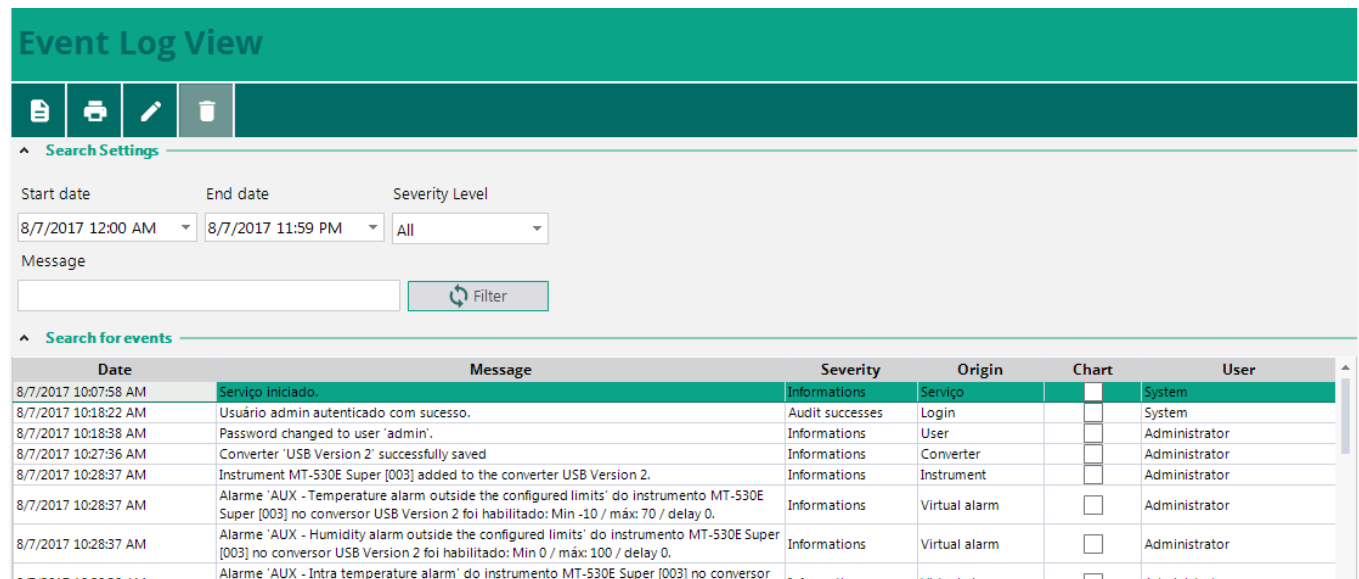 Event Log View
Search Settings
Start date End date Severity Level
8/7/2017 12:00 AM 8/7/2017 11:59 PM All
Message
Filter
Search for events
Date Message Severity Origin Chart User
8/7/2017 10:07:58 AM Serviço iniciado. Informations Serviço System
8/7/2017 10:18:22 AM Usuário admin autenticado com sucesso. Audit successes Login System
8/7/2017 10:18:38 AM Password changed to user 'admin'. Informations User Administrator
8/7/2017 10:27:36 AM Converter 'USB Version 2' successfully saved Informations Converter Administrator
8/7/2017 10:28:37 AM Instrument MT-530E Super [003] added to the converter USB Version 2. Informations Instrument Administrator
Alarme 'AUX - Temperature alarm outside the configured limits' do instrumento MT-530E
8/7/2017 10:28:37 AM Super [003] no conversor USB Version 2 foi habilitado: Min -10 / máx: 70 / delay 0. Informations Virtual alarm Administrator
Alarme 'AUX - Humidity alarm outside the configured limits' do instrumento MT-530E Super
8/7/2017 10:28:37 AM [003] no conversor USB Version 2 foi habilitado: Min 0 / máx: 100 / delay 0. Informations Virtual alarm Administrator
Alarme 'AUX - Intra temperature alarm' do instrumento MT-530E Super [003] no conversor